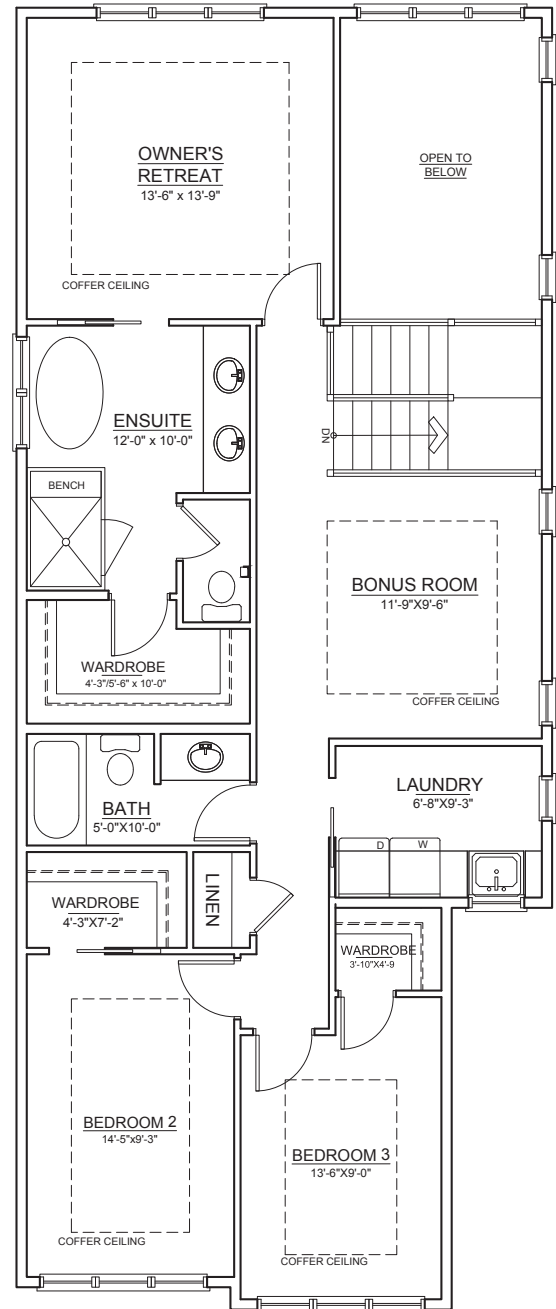 OWNER'S
RETREAT
13'-6" x 13'-9"
COFFER CEILING
OPEN TO
BELOW
ENSUITE
12'-0" x 10'-0"
BENCH
DN
BONUS ROOM
11'-9"X9'-6"
COFFER CEILING
WARDROBE
4'-3"/5'-6" x 10'-0"
BATH
5'-0"X10'-0"
LAUNDRY
6'-8"X9'-3"
D
W
WARDROBE
4'-3"X7'-2"
LINEN
WARDROBE
3'-10"X4'-9
BEDROOM 2
14'-5"x9'-3"
COFFER CEILING
BEDROOM 3
13'-6"X9'-0"
COFFER CEILING